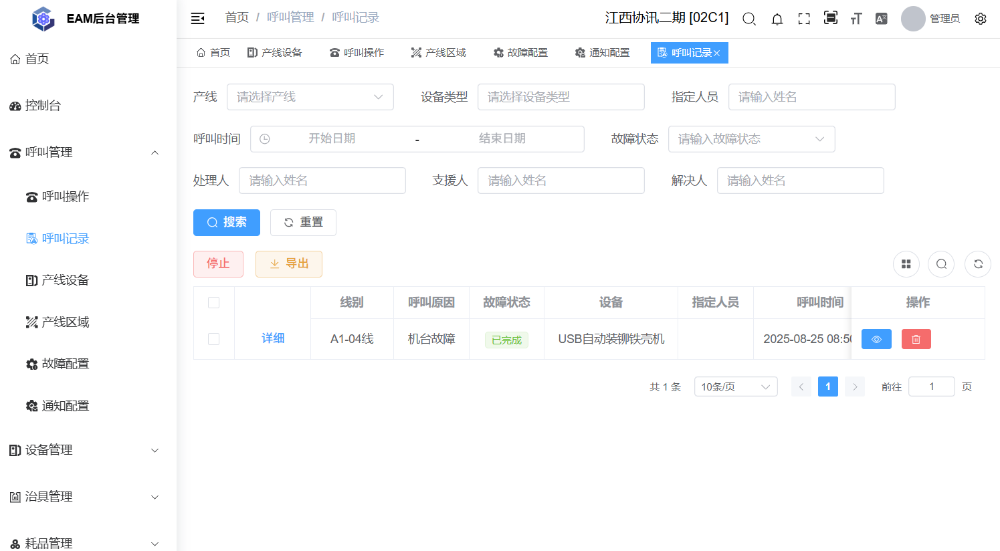 EAM后台管理
首页 / 呼叫管理 / 呼叫记录
江西协讯二期 [02C1]
管理员
首页
产线设备
呼叫操作
产线区域
故障配置
通知配置
呼叫记录
首页
控制台
呼叫管理
呼叫操作
呼叫记录
产线设备
产线区域
故障配置
通知配置
设备管理
治具管理
耗品管理
产线 请选择产线
设备类型 请选择设备类型
指定人员 请输入姓名
呼叫时间 开始日期 - 结束日期
故障状态 请输入故障状态
处理人 请输入姓名
支援人 请输入姓名
解决人 请输入姓名
搜索 重置
停止 导出
线别 呼叫原因 故障状态 设备 指定人员 呼叫时间 操作
详细 A1-04线 机台故障 已完成 USB自动装铆铁壳机 2025-08-25 08:50
共 1 条 10条/页 1 前往 1 页